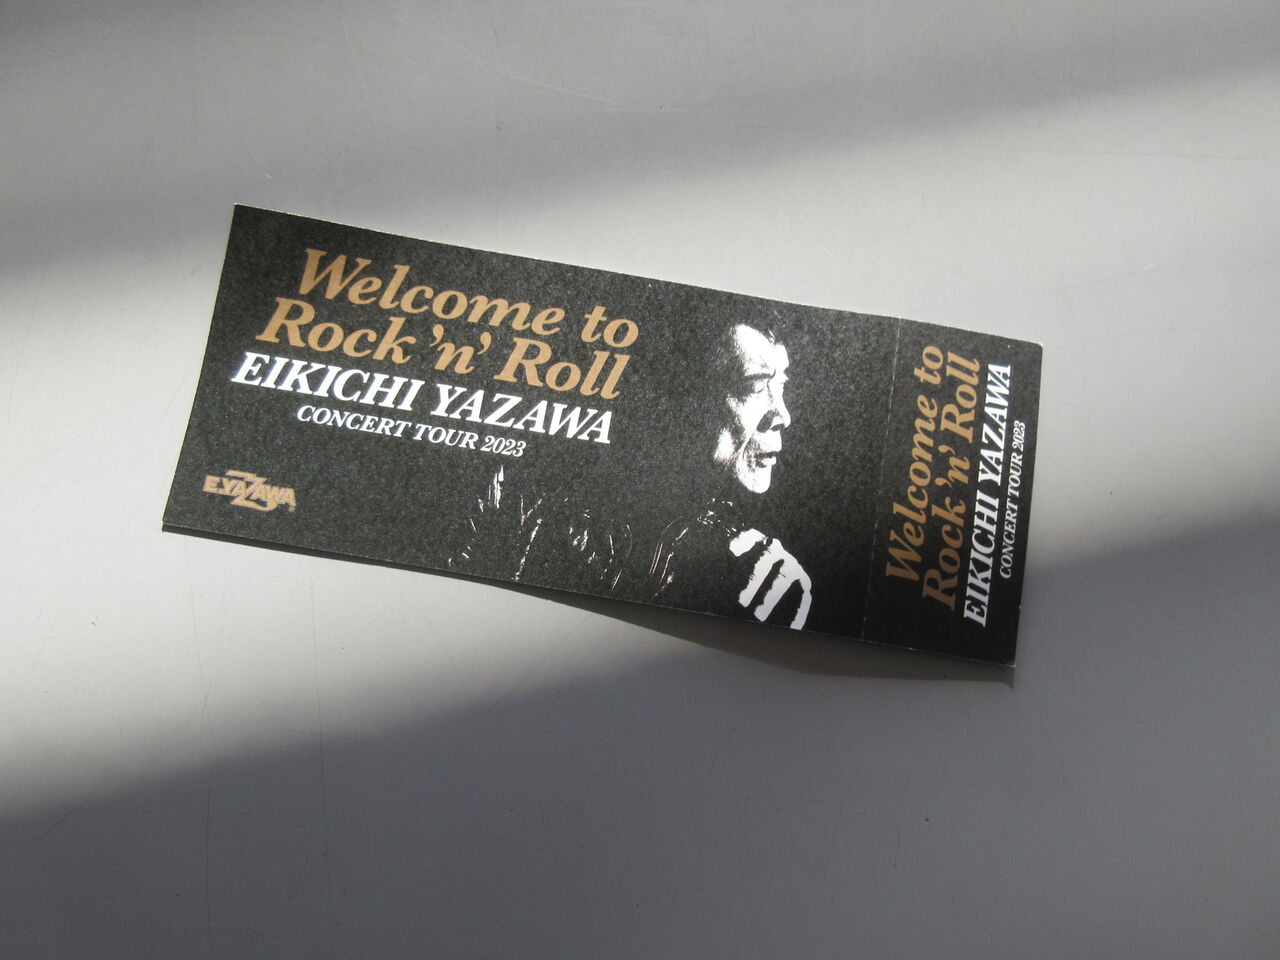 Welcome to
Rock 'n' Roll
EIKICHI YAZAWA
CONCERT TOUR 2023
E.YAZAWA
Welcome to
Rock 'n' Roll
EIKICHI YAZAWA
CONCERT TOUR 2023